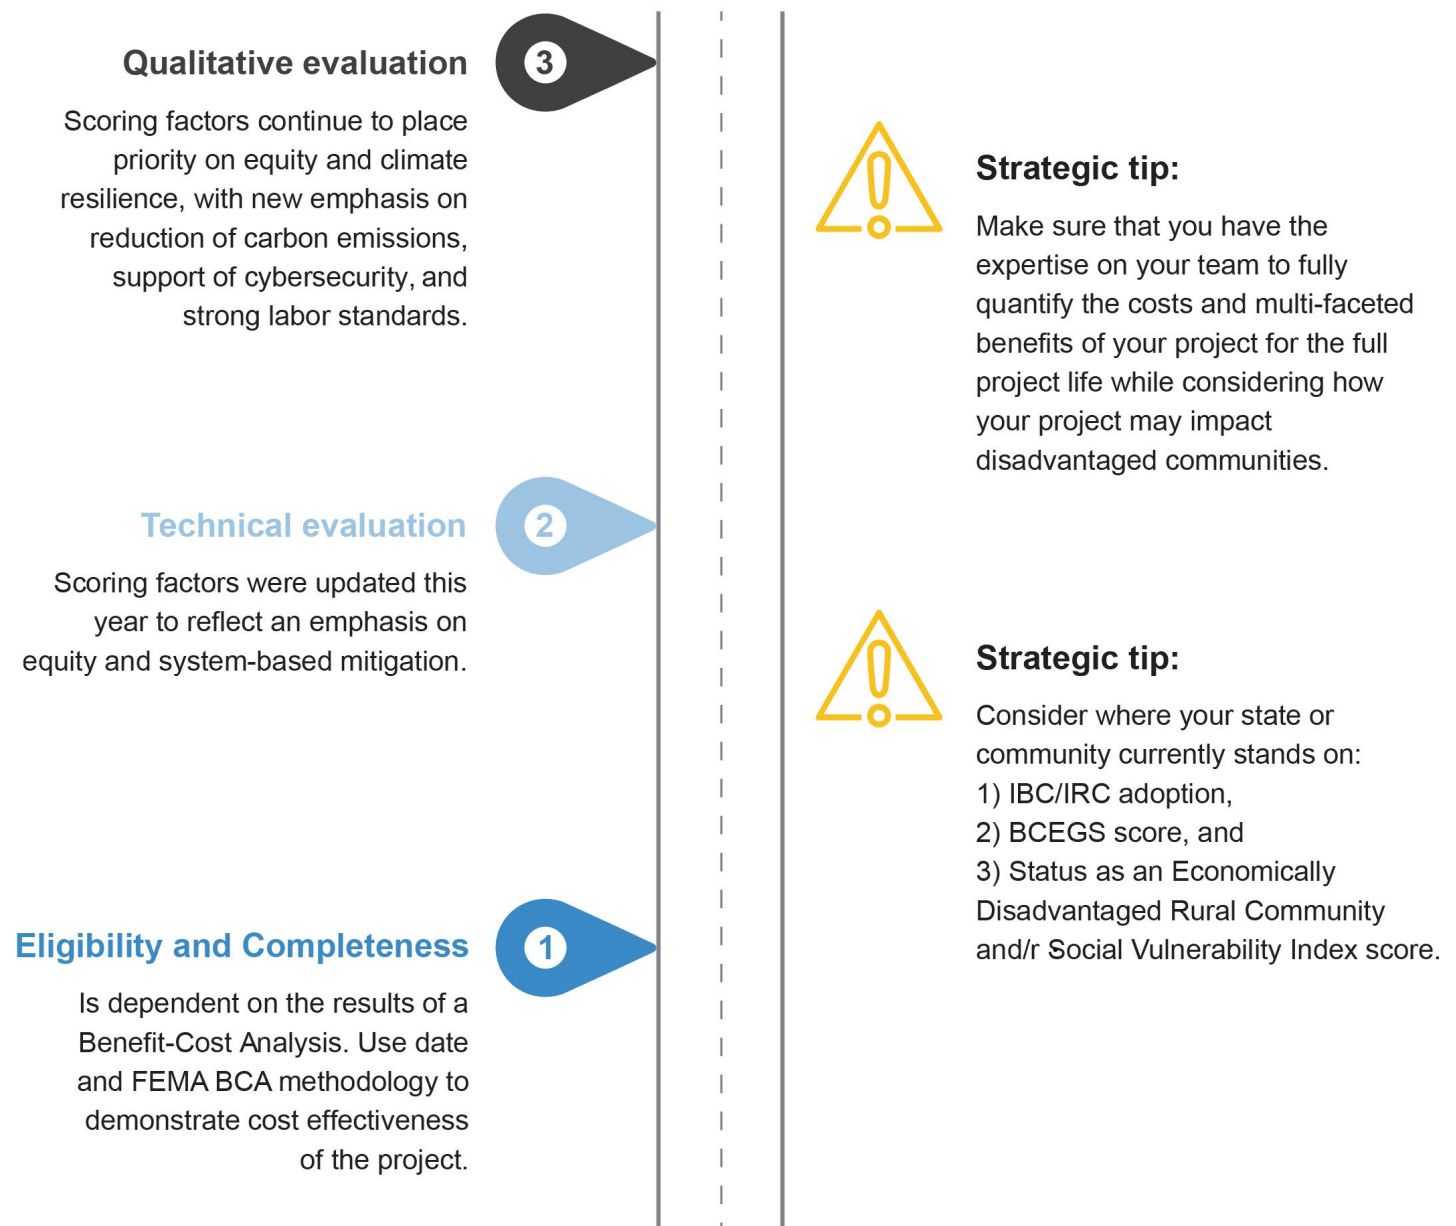 Qualitative evaluation
3
Scoring factors continue to place
priority on equity and climate
resilience, with new emphasis on
reduction of carbon emissions,
support of cybersecurity, and
strong labor standards.
Strategic tip:
Make sure that you have the
expertise on your team to fully
quantify the costs and multi-faceted
benefits of your project for the full
project life while considering how
your project may impact
disadvantaged communities.
Technical evaluation
2
Scoring factors were updated this
year to reflect an emphasis on
equity and system-based mitigation.
Strategic tip:
Consider where your state or
community currently stands on:
1) IBC/IRC adoption,
2) BCEGS score, and
3) Status as an Economically
Disadvantaged Rural Community
and/r Social Vulnerability Index score.
Eligibility and Completeness
1
Is dependent on the results of a
Benefit-Cost Analysis. Use date
and FEMA BCA methodology to
demonstrate cost effectiveness
of the project.